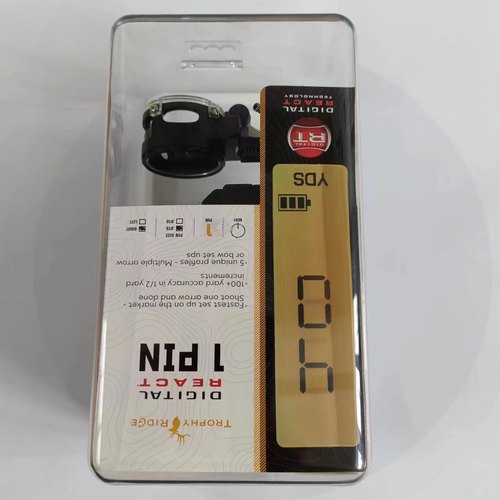 TROPHY RIDGE
DIGITAL
REACT
1 PIN
*Fastest set up on the market -
Shoot one arrow and done
*100+ yard accuracy in 1/2 yard
increments
*5 unique profiles - Multiple arrow
or bow set ups
PIN
PIN SIZE
.019
.010
RIGHT
LEFT
YDS
DIGITAL
RT
REACT
DIGITAL
REACT
TECHNOLOGY